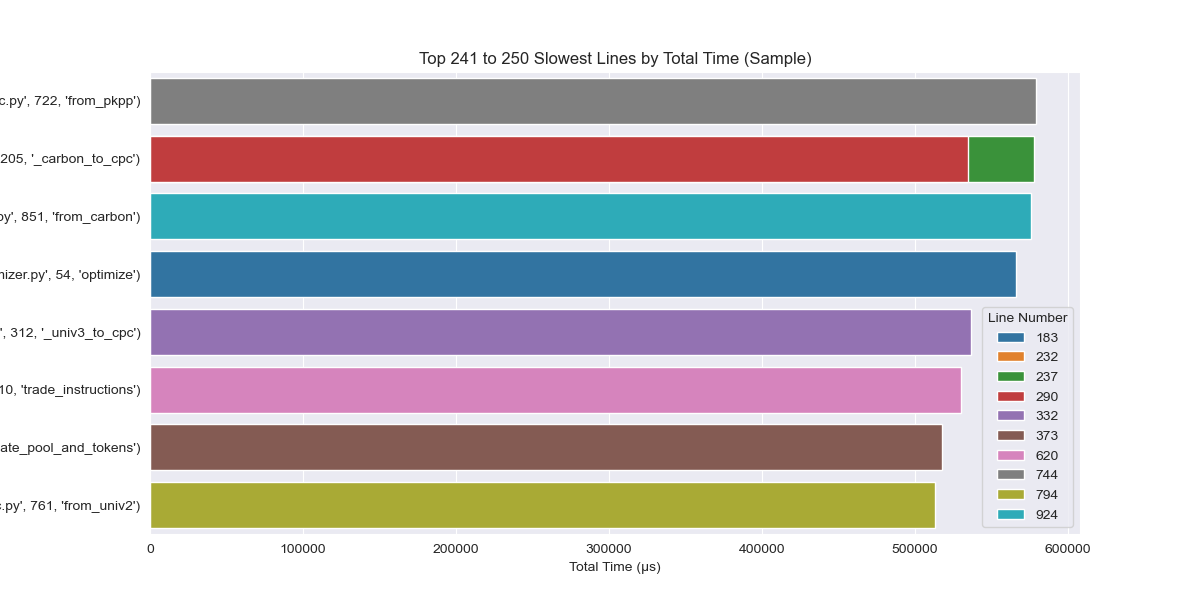 Top 241 to 250 Slowest Lines by Total Time (Sample)
c.py', 722, 'from_pkpp')
205, '_carbon_to_cpc')
py', 851, 'from_carbon')
mizer.py', 54, 'optimize')
', 312, '_univ3_to_cpc')
10, 'trade_instructions')
ate_pool_and_tokens')
c.py', 761, 'from_univ2')
Line Number
183
232
237
290
332
373
620
744
794
924
0 100000 200000 300000 400000 500000 600000
Total Time (µs)